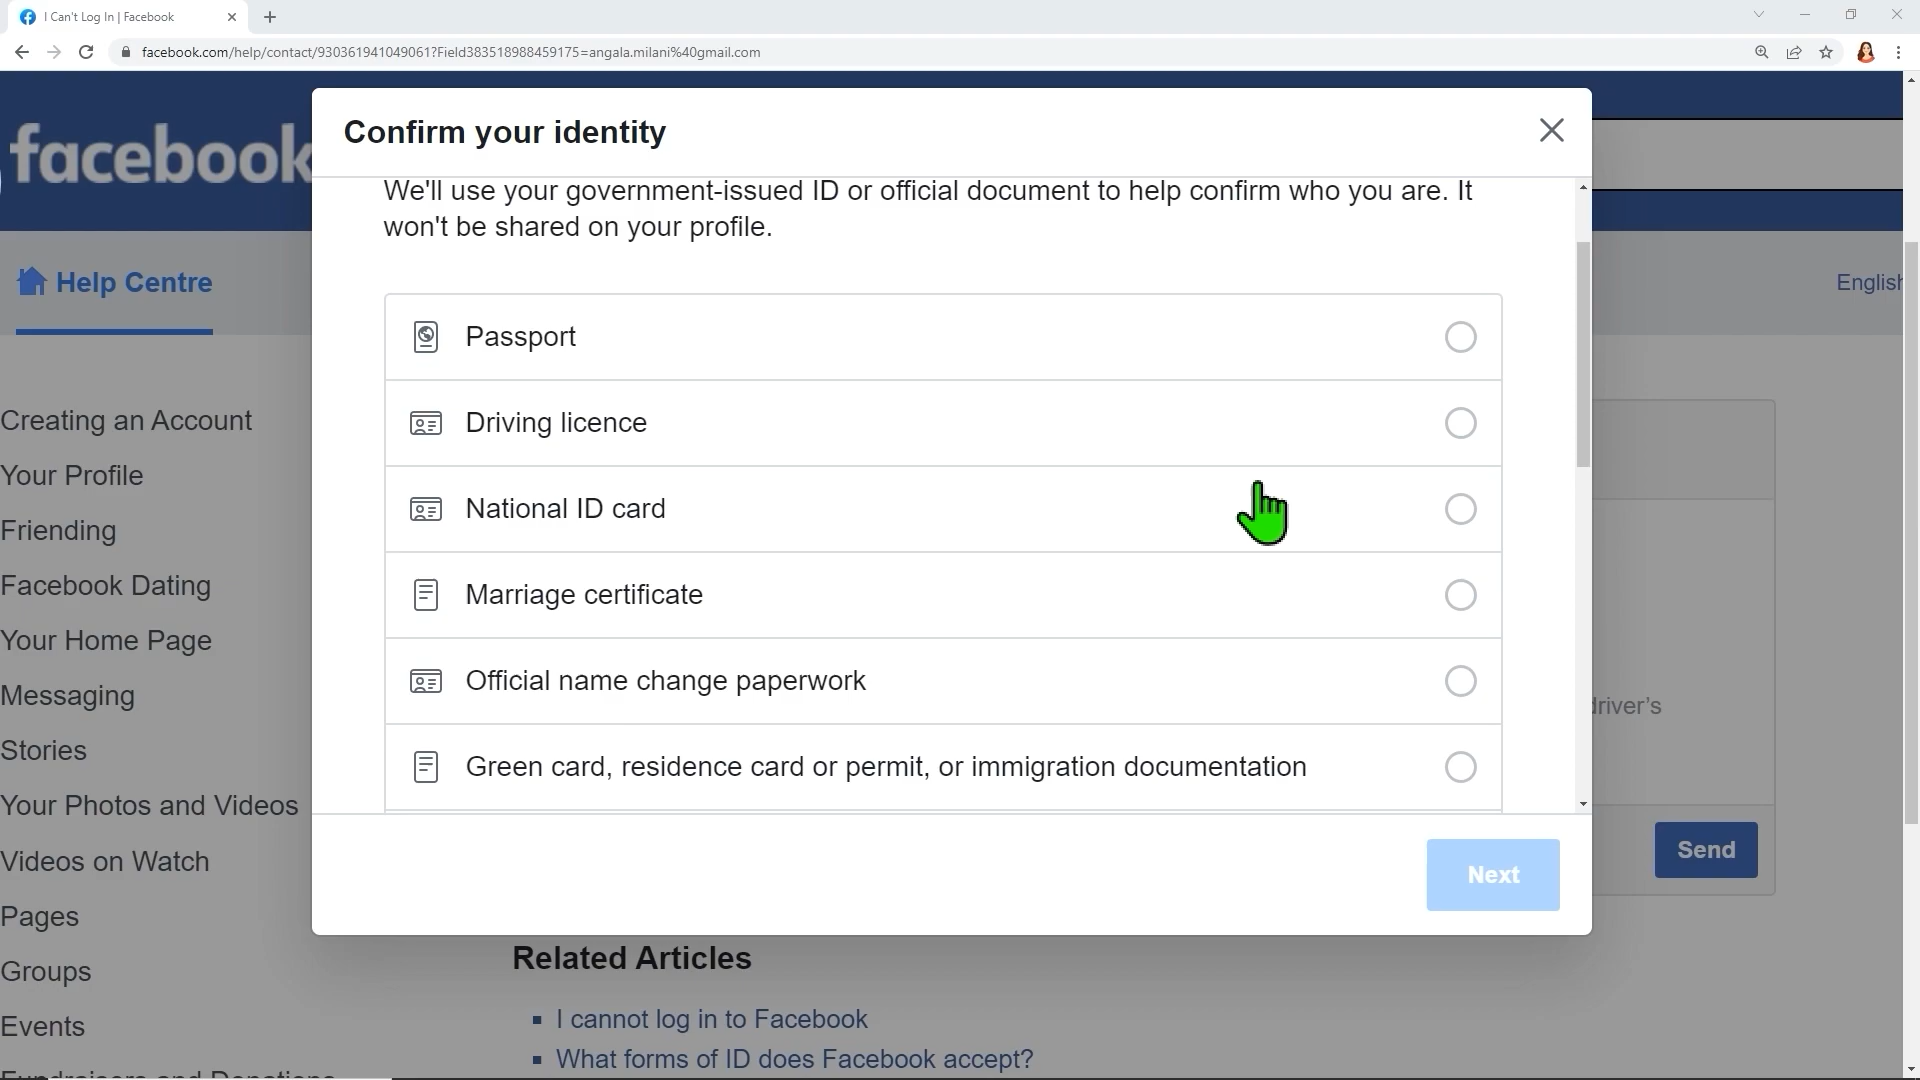 I Can't Log In | Facebook
facebook.com/help/contact/930361941049061?Field383518988459175=angala.milani%40gmail.com
facebook
Help Centre
English
Creating an Account
Your Profile
Friending
Facebook Dating
Your Home Page
Messaging
Stories
Your Photos and Videos
Videos on Watch
Pages
Groups
Events
Fundraisers and Donations
Confirm your identity
We'll use your government-issued ID or official document to help confirm who you are. It
won't be shared on your profile.
Passport
Driving licence
National ID card
Marriage certificate
Official name change paperwork
Green card, residence card or permit, or immigration documentation
Next
driver's
Send
Related Articles
I cannot log in to Facebook
What forms of ID does Facebook accept?